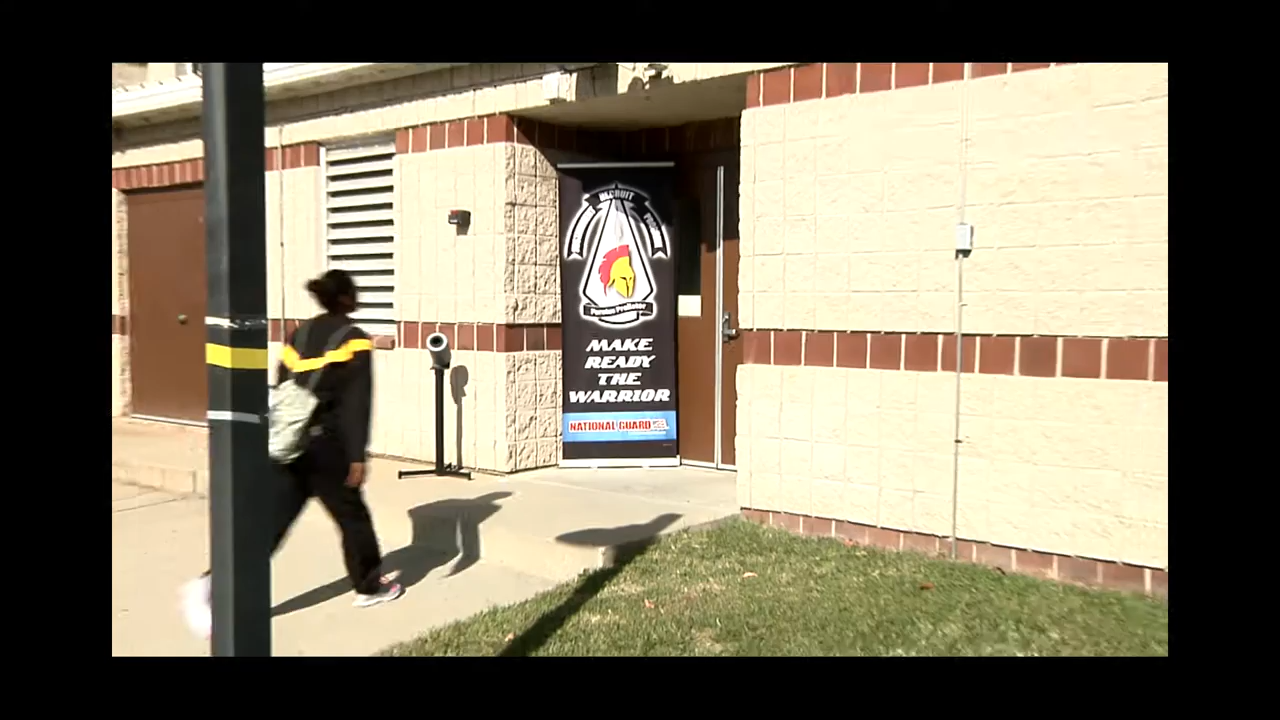 RECRUIT
MAKE
READY
THE
WARRIOR
NATIONAL GUARD